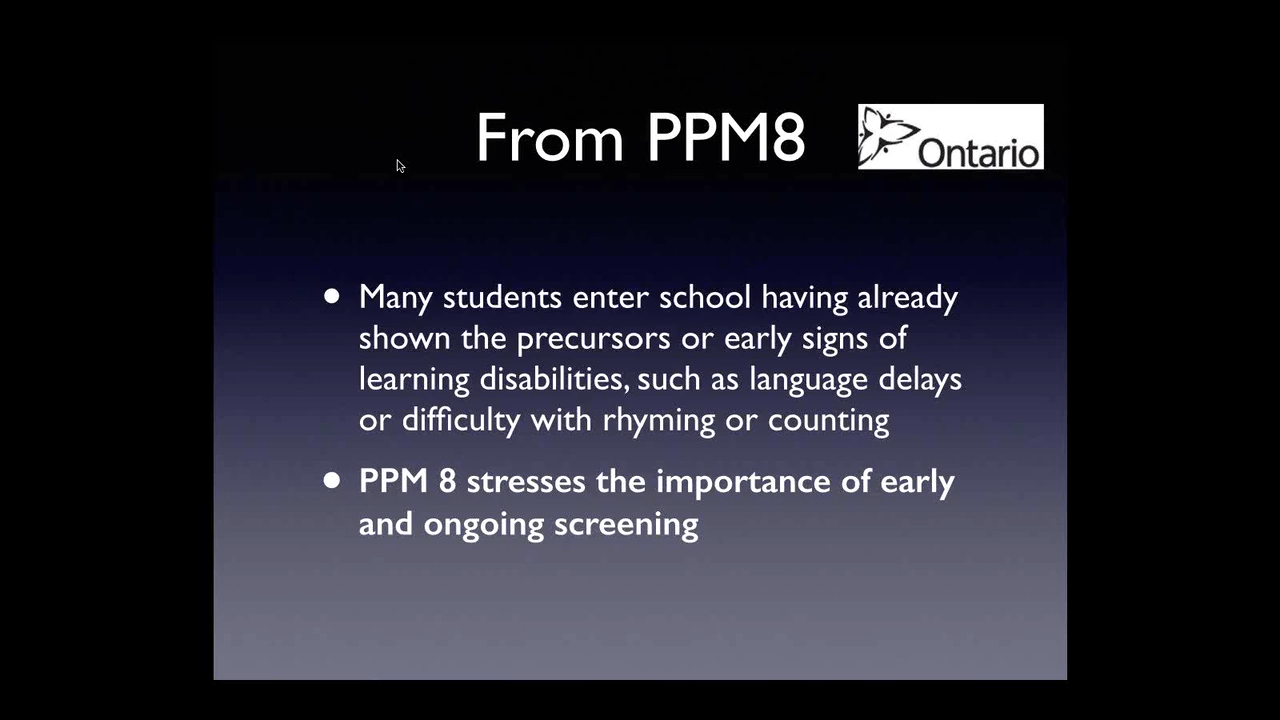 From PPM8
Ontario
• Many students enter school having already
shown the precursors or early signs of
learning disabilities, such as language delays
or difficulty with rhyming or counting
• PPM 8 stresses the importance of early
and ongoing screening